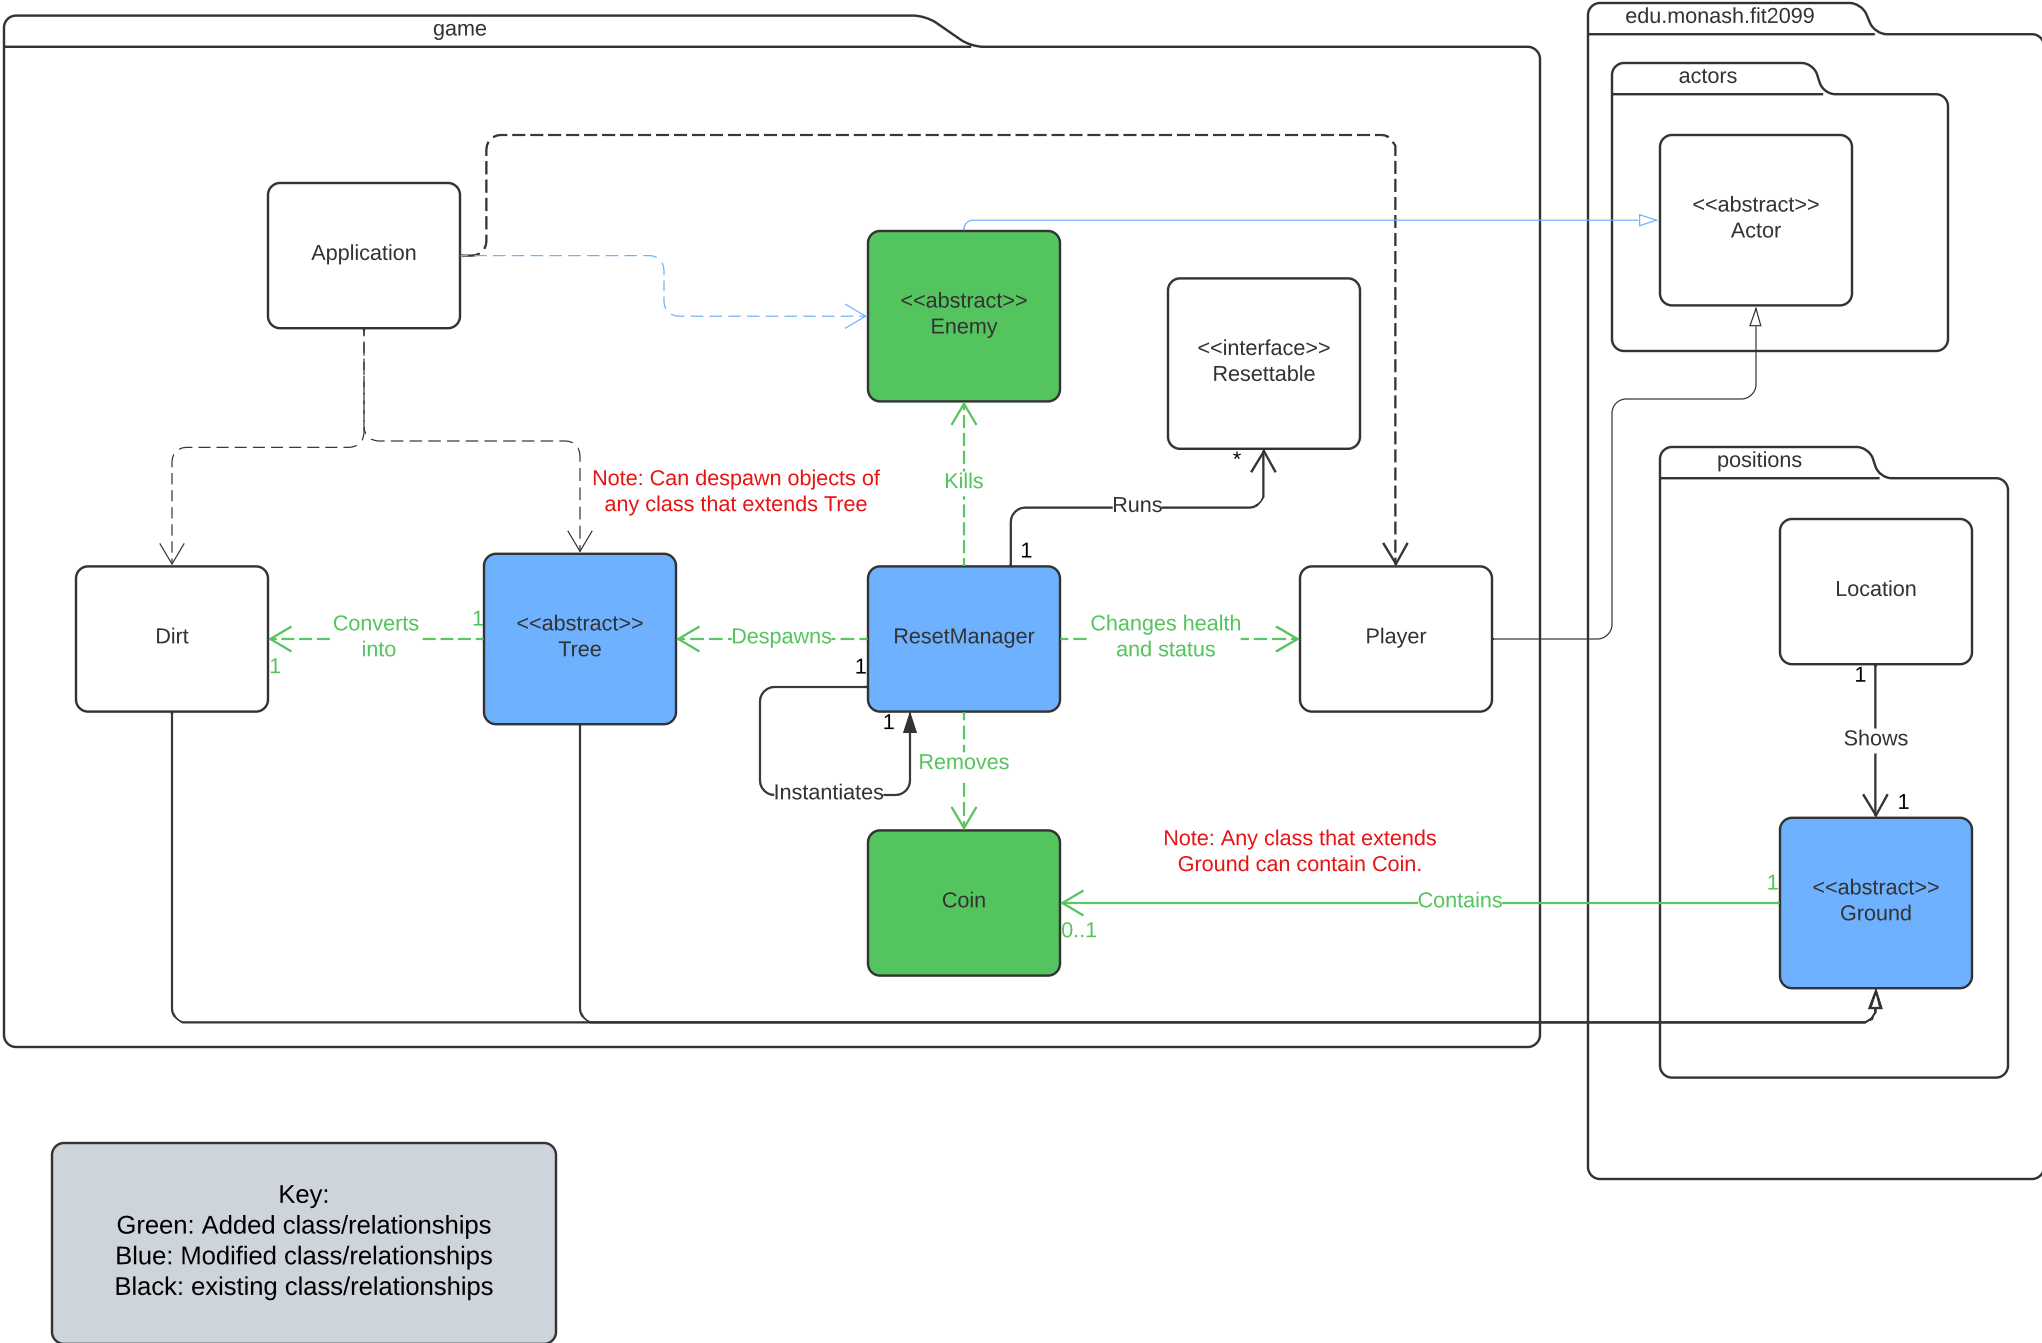 game
edu.monash.fit2099
actors
<<abstract>>
Actor
Application
<<abstract>>
Enemy
<<interface>>
Resettable
Note: Can despawn objects of
any class that extends Tree
Kills
*
Runs
1
positions
Location
Dirt
Converts
into
1
1
<<abstract>>
Tree
Despawns
ResetManager
Changes health
and status
Player
1
1
Instantiates
Removes
1
Shows
1
Note: Any class that extends
Ground can contain Coin.
Coin
0..1
Contains
1
<<abstract>>
Ground
Key:
Green: Added class/relationships
Blue: Modified class/relationships
Black: existing class/relationships